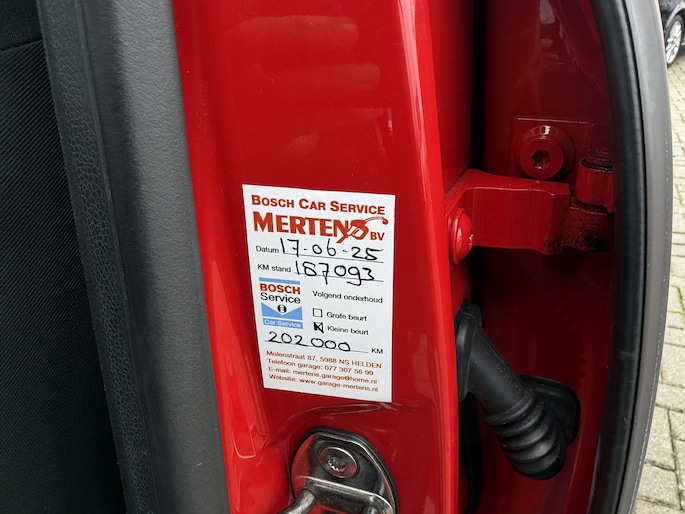 BOSCH CAR SERVICE
MERTENS BV
Datum 17-06-25
KM stand 187093
BOSCH
Service
Car Service
Volgend onderhoud
Grote beurt
Kleine beurt
202000 KM
Molenstraat 87, 5988 NS HELDEN
Telefoon garage: 077 307 56 99
E-mail: mertens.garage@home.nl
Website: www.garage-mertens.nl